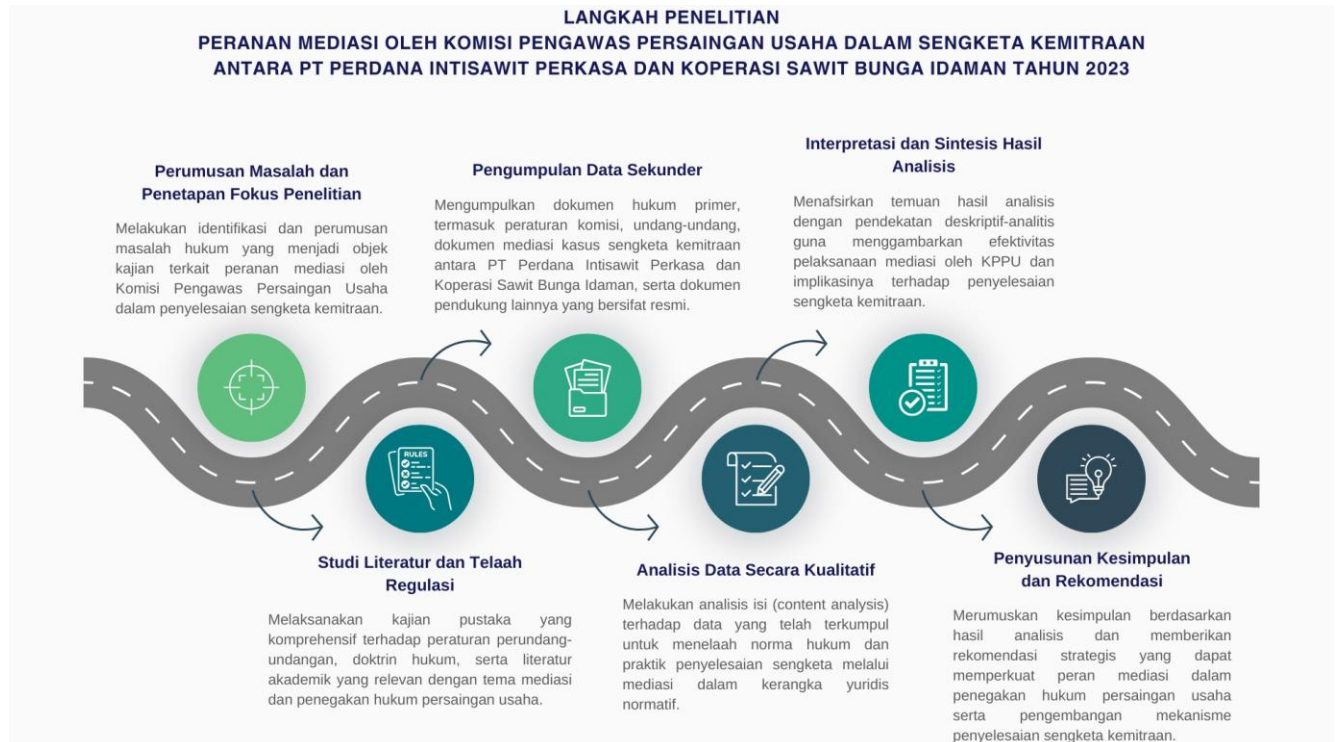 LANGKAH PENELITIAN
PERANAN MEDIASI OLEH KOMISI PENGAWAS PERSAINGAN USAHA DALAM SENGKETA KEMITRAAN
ANTARA PT PERDANA INTISAWIT PERKASA DAN KOPERASI SAWIT BUNGA IDAMAN TAHUN 2023
Perumusan Masalah dan
Penetapan Fokus Penelitian
Melakukan identifikasi dan perumusan
masalah hukum yang menjadi objek
kajian terkait peranan mediasi oleh
Komisi Pengawas Persaingan Usaha
dalam penyelesaian sengketa kemitraan.
RULES
Studi Literatur dan Telaah
Regulasi
Melaksanakan kajian pustaka yang
komprehensif terhadap peraturan perundang-
undangan, doktrin hukum, serta literatur
akademik yang relevan dengan tema mediasi
dan penegakan hukum persaingan usaha.
Pengumpulan Data Sekunder
Mengumpulkan dokumen hukum primer,
termasuk peraturan komisi, undang-undang,
dokumen mediasi kasus sengketa kemitraan
antara PT Perdana Intisawit Perkasa dan
Koperasi Sawit Bunga Idaman, serta dokumen
pendukung lainnya yang bersifat resmi.
Analisis Data Secara Kualitatif
Melakukan analisis isi (content analysis)
terhadap data yang telah terkumpul
untuk menelaah norma hukum dan
praktik penyelesaian sengketa melalui
mediasi dalam kerangka yuridis
normatif.
Interpretasi dan Sintesis Hasil
Analisis
Menafsirkan temuan hasil analisis
dengan pendekatan deskriptif-analitis
guna menggambarkan efektivitas
pelaksanaan mediasi oleh KPPU dan
implikasinya terhadap penyelesaian
sengketa kemitraan.
Penyusunan Kesimpulan
dan Rekomendasi
Merumuskan kesimpulan berdasarkan
hasil analisis dan memberikan
rekomendasi strategis yang dapat
memperkuat peran mediasi dalam
penegakan hukum persaingan usaha
serta pengembangan mekanisme
penyelesaian sengketa kemitraan.